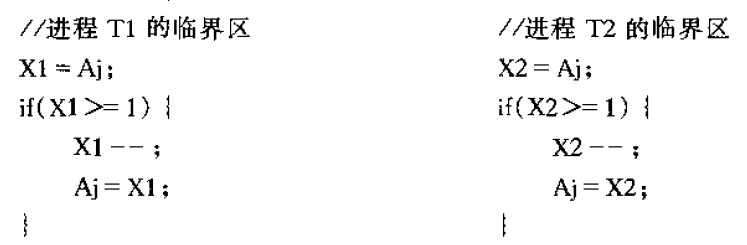 //进程 T1 的临界区
X1 = Aj;
if(X1>=1) {
X1--;
Aj=X1;
}
//进程 T2 的临界区
X2=Aj;
if(X2>=1) {
X2--;
Aj=X2;
}